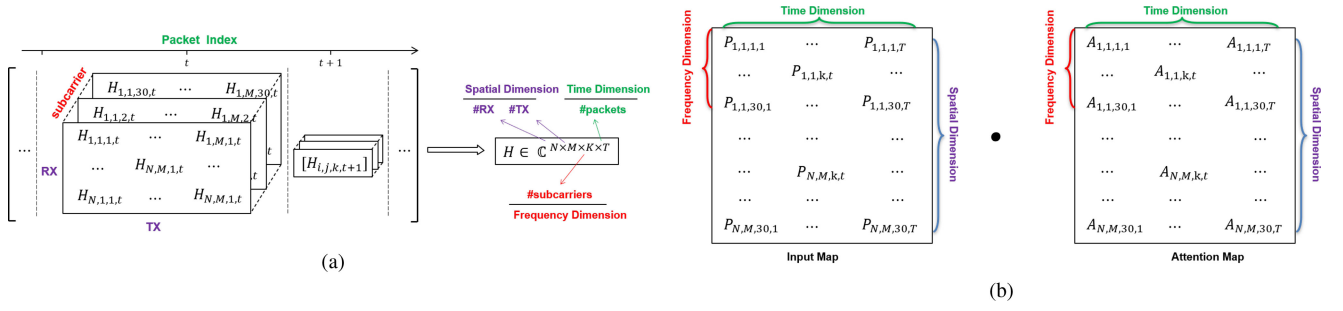 Packet Index
t
t + 1
subcarrier
H_{1,1,30,t} ... H_{1,M,30,t}
H_{1,1,2,t} ... H_{1,M,2,t}
H_{1,1,1,t} ... H_{1,M,1,t}
... H_{N,M,1,t}
H_{N,1,1,t} ... H_{N,M,1,t}
RX
TX
... [H_{i,j,k,t+1}] ...
Spatial Dimension
Time Dimension
#RX #TX
#packets
H ∈ ℂ^{N×M×K×T}
#subcarriers
Frequency Dimension
(a)
Time Dimension
Frequency Dimension
P_{1,1,1,1} ... P_{1,1,1,T}
... P_{1,1,k,t} ...
P_{1,1,30,1} ... P_{1,1,30,T}
... ... ...
... P_{N,M,k,t} ...
... ... ...
P_{N,M,30,1} ... P_{N,M,30,T}
Spatial Dimension
Input Map
•
Time Dimension
Frequency Dimension
A_{1,1,1,1} ... A_{1,1,1,T}
... A_{1,1,k,t} ...
A_{1,1,30,1} ... A_{1,1,30,T}
... ... ...
... A_{N,M,k,t} ...
... ... ...
A_{N,M,30,1} ... A_{N,M,30,T}
Spatial Dimension
Attention Map
(b)